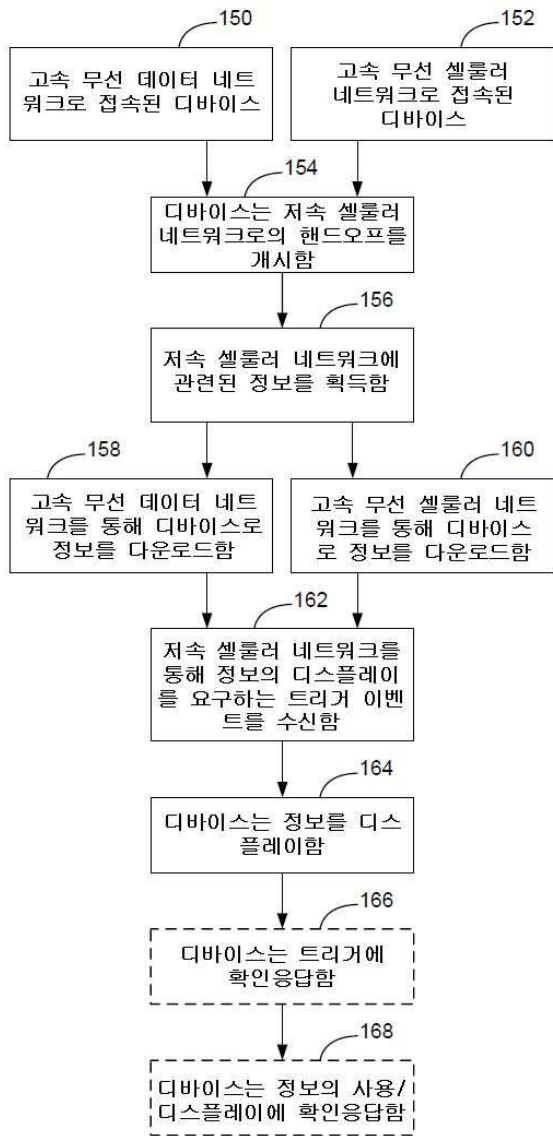 150
152
고속 무선 데이터 네트
워크로 접속된 디바이스
고속 무선 셀룰러
네트워크로 접속된
디바이스
154
디바이스는 저속 셀룰러
네트워크로의 핸드오프를
개시함
156
저속 셀룰러 네트워크에
관련된 정보를 획득함
158
160
고속 무선 데이터 네트
워크를 통해 디바이스로
정보를 다운로드함
고속 무선 셀룰러 네트
워크를 통해 디바이스
로 정보를 다운로드함
162
저속 셀룰러 네트워크를
통해 정보의 디스플레이
를 요구하는 트리거 이벤
트를 수신함
164
디바이스는 정보를 디스
플레이함
166
디바이스는 트리거에
확인응답함
168
디바이스는 정보의 사용/
디스플레이에 확인응답함